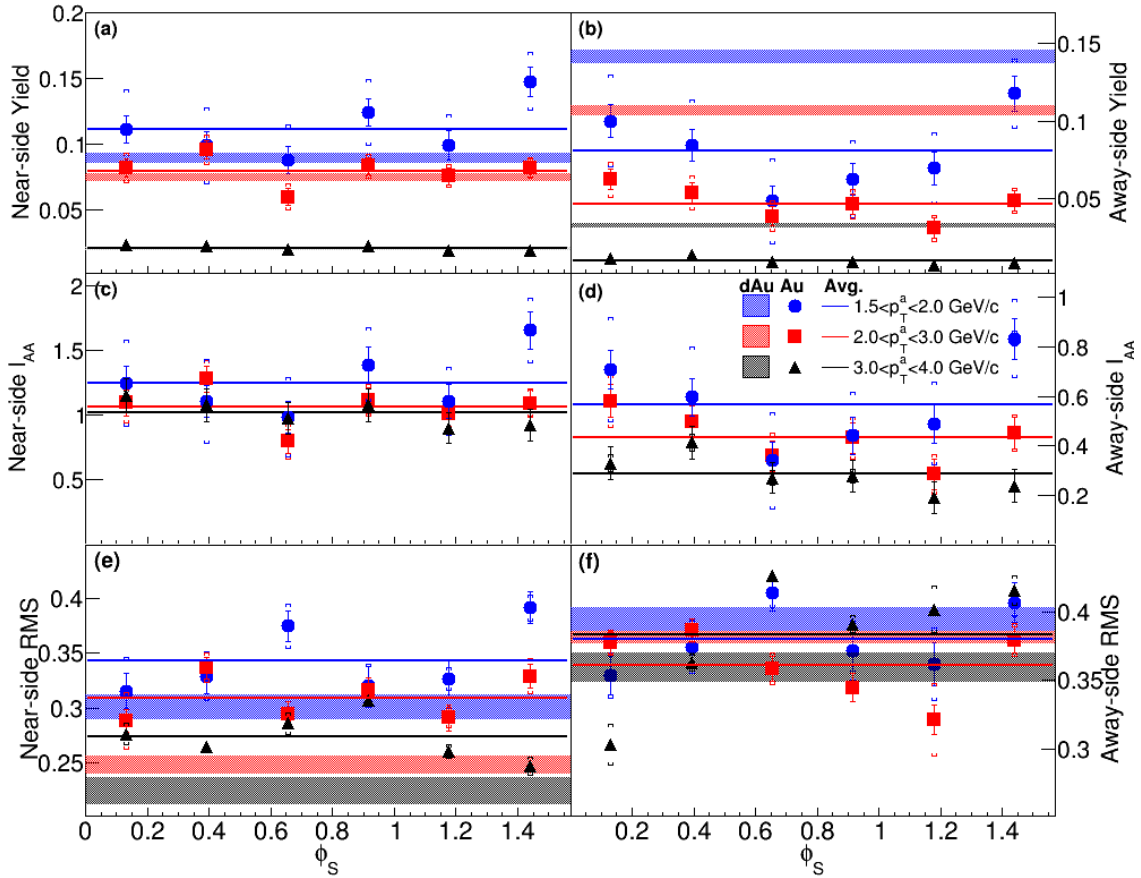 (a)
0.2
0.15
0.1
0.05
Near-side Yield
(b)
0.15
0.1
0.05
Away-side Yield
(c)
2
1.5
1
0.5
Near-side I_AA
(d)
dAu Au Avg.
1.5<p_T^a<2.0 GeV/c
2.0<p_T^a<3.0 GeV/c
3.0<p_T^a<4.0 GeV/c
1
0.8
0.6
0.4
0.2
Away-side I_AA
(e)
0.4
0.35
0.3
0.25
Near-side RMS
(f)
0.4
0.35
0.3
Away-side RMS
0 0.2 0.4 0.6 0.8 1 1.2 1.4
ϕ_S
0.2 0.4 0.6 0.8 1 1.2 1.4
ϕ_S